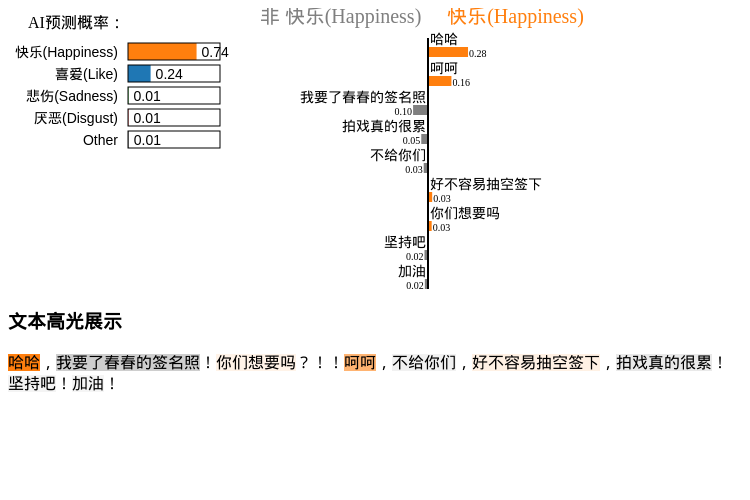 AI预测概率：
快乐(Happiness) 0.74
喜爱(Like) 0.24
悲伤(Sadness) 0.01
厌恶(Disgust) 0.01
Other 0.01
非 快乐(Happiness) 快乐(Happiness)
哈哈
0.28
呵呵
0.16
我要了春春的签名照
0.10
拍戏真的很累
0.05
不给你们
0.03
好不容易抽空签下
0.03
你们想要吗
0.03
坚持吧
0.02
加油
0.02
文本高光展示
哈哈，我要了春春的签名照！你们想要吗？！！呵呵，不给你们，好不容易抽空签下，拍戏真的很累！
坚持吧！加油！